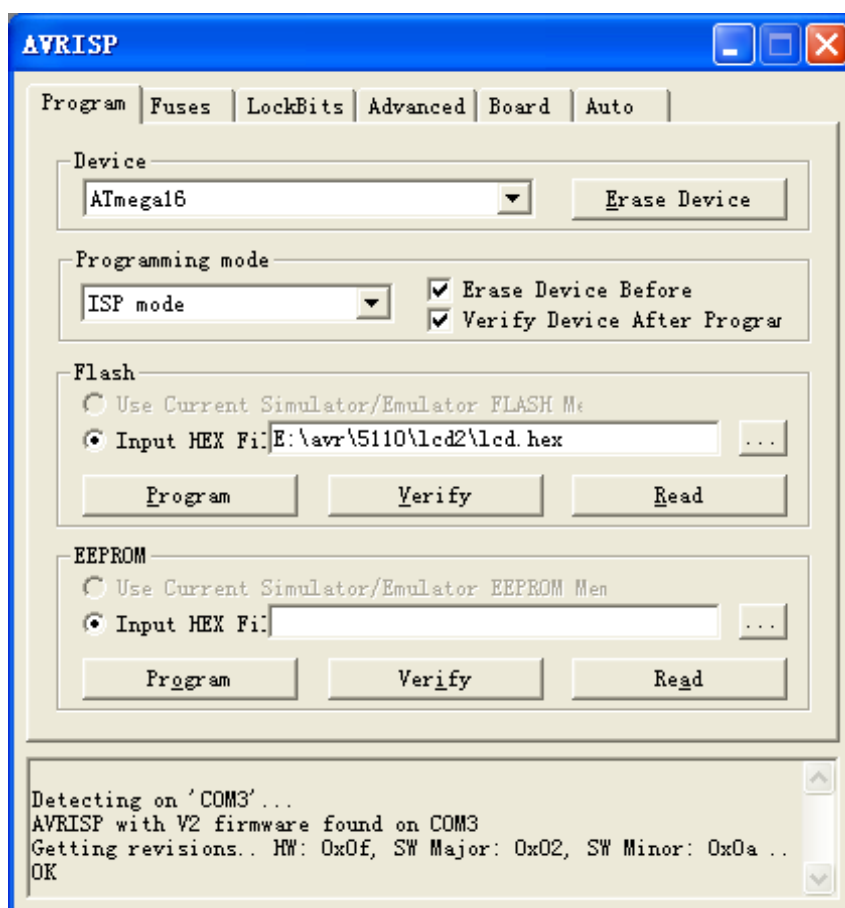 AVRISP
Program Fuses LockBits Advanced Board Auto
Device
ATmega16 Erase Device
Programming mode
ISP mode Erase Device Before
Verify Device After Program
Flash
Use Current Simulator/Emulator FLASH Me
Input HEX Fil E:\avr\5110\lcd2\lcd.hex ...
Program Verify Read
EEPROM
Use Current Simulator/Emulator EEPROM Mem
Input HEX Fil ...
Program Verify Read
Detecting on 'COM3'...
AVRISP with V2 firmware found on COM3
Getting revisions.. HW: 0x0f, SW Major: 0x02, SW Minor: 0x0a ..
OK